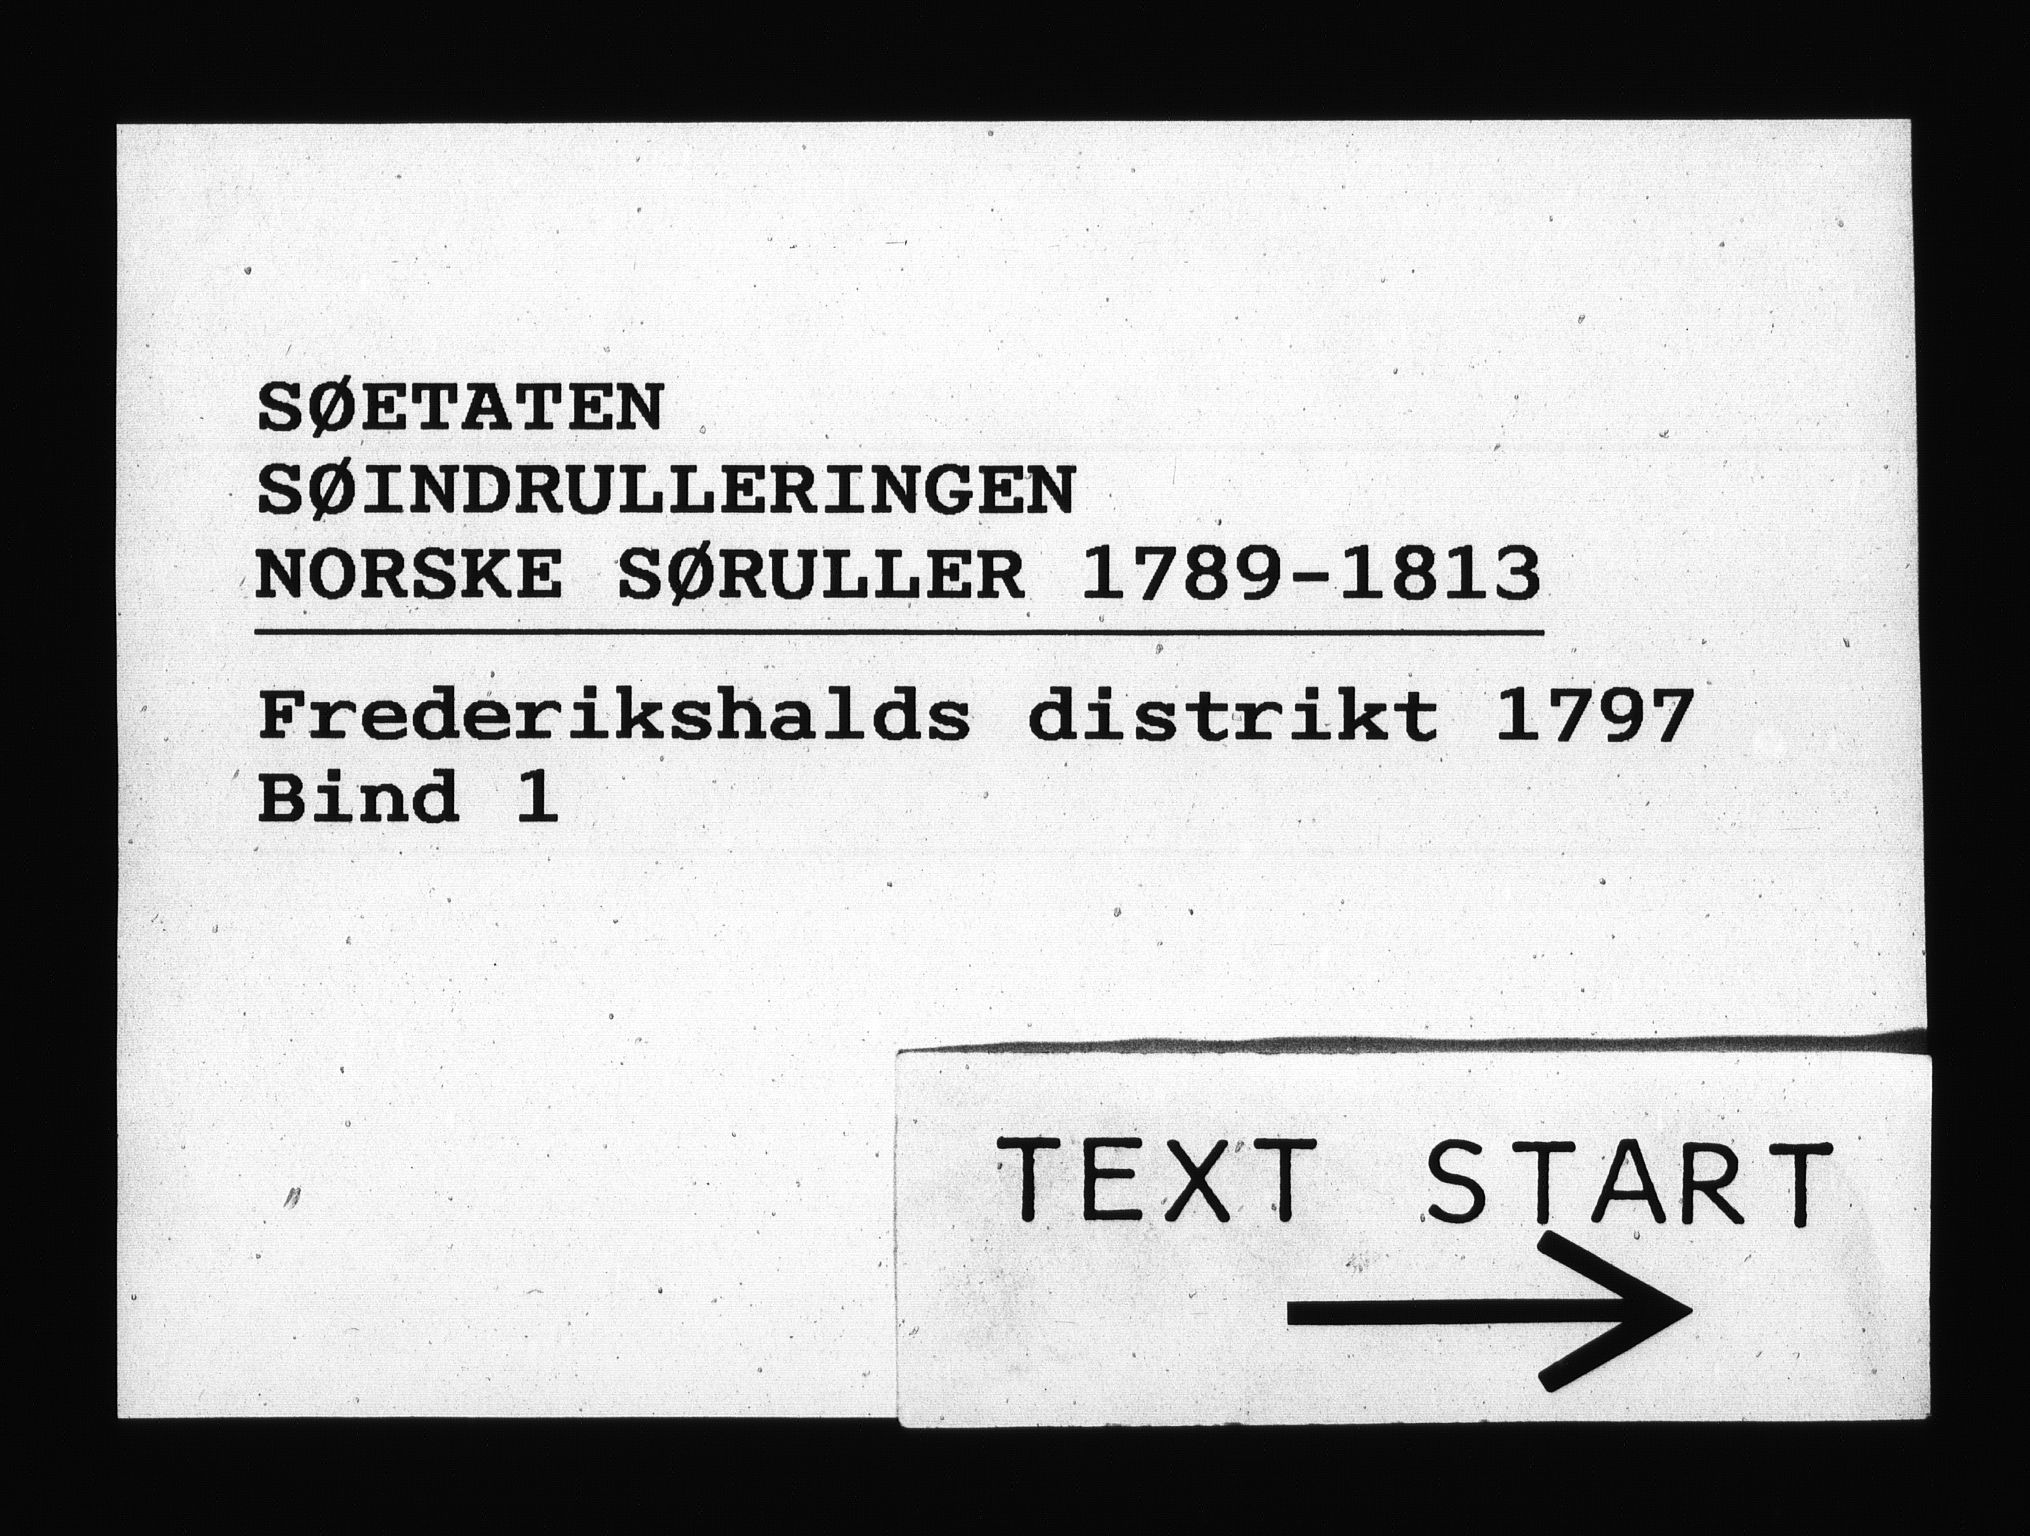 SØETATEN
SØINDRULLERINGEN
NORSKE SØRULLER 1789-1813
Frederikshalds distrikt 1797
Bind 1
TEXT START